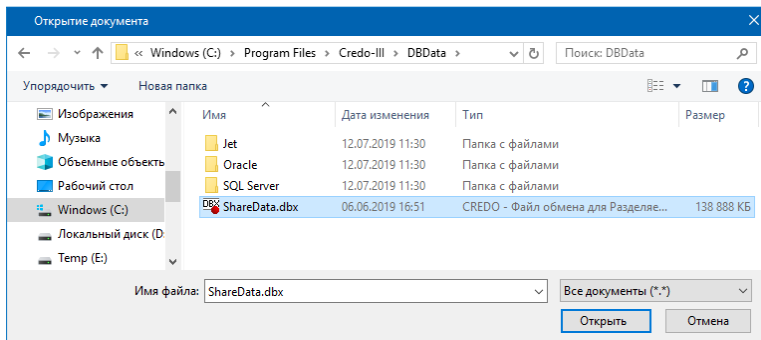 Открытие документа
« Windows (C:) › Program Files › Credo-III › DBData ›
Поиск: DBData
Упорядочить Новая папка
Изображения
Музыка
Объемные объекть
Рабочий стол
Windows (C:)
Локальный диск (D:
Temp (E:)
Имя Дата изменения Тип Размер
Jet 12.07.2019 11:30 Папка с файлами
Oracle 12.07.2019 11:30 Папка с файлами
SQL Server 12.07.2019 11:30 Папка с файлами
DBX ShareData.dbx 06.06.2019 16:51 CREDO - Файл обмена для Разделяе... 138 888 КБ
Имя файла: ShareData.dbx Все документы (*.*)
Открыть Отмена